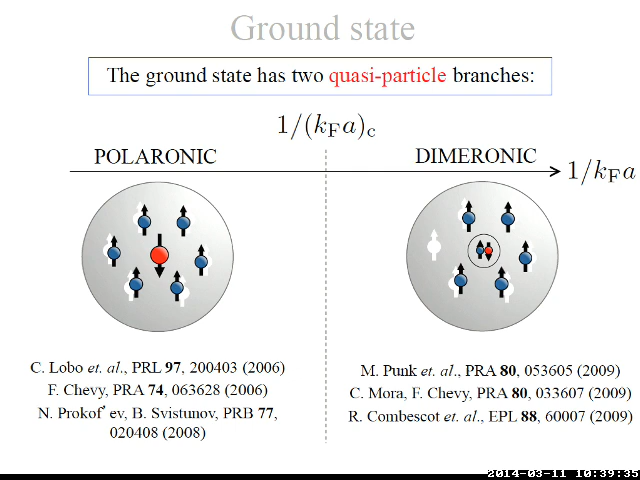 Ground state
The ground state has two quasi-particle branches:
1/(k_F a)_c
POLARONIC
DIMERONIC
1/k_F a
C. Lobo et. al., PRL 97, 200403 (2006)
F. Chevy, PRA 74, 063628 (2006)
N. Prokof'ev, B. Svistunov, PRB 77,
020408 (2008)
M. Punk et. al., PRA 80, 053605 (2009)
C. Mora, F. Chevy, PRA 80, 033607 (2009)
R. Combescot et. al., EPL 88, 60007 (2009)
2014-03-11 10:39:35